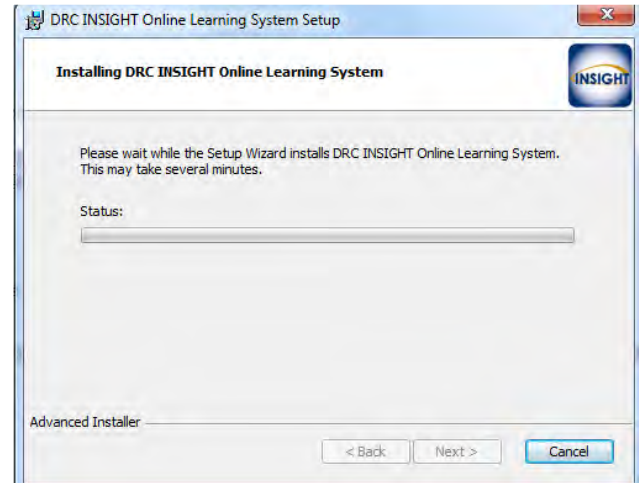 DRC INSIGHT Online Learning System Setup
Installing DRC INSIGHT Online Learning System
INSIGHT
Please wait while the Setup Wizard installs DRC INSIGHT Online Learning System.
This may take several minutes.
Status:
Advanced Installer
< Back Next > Cancel